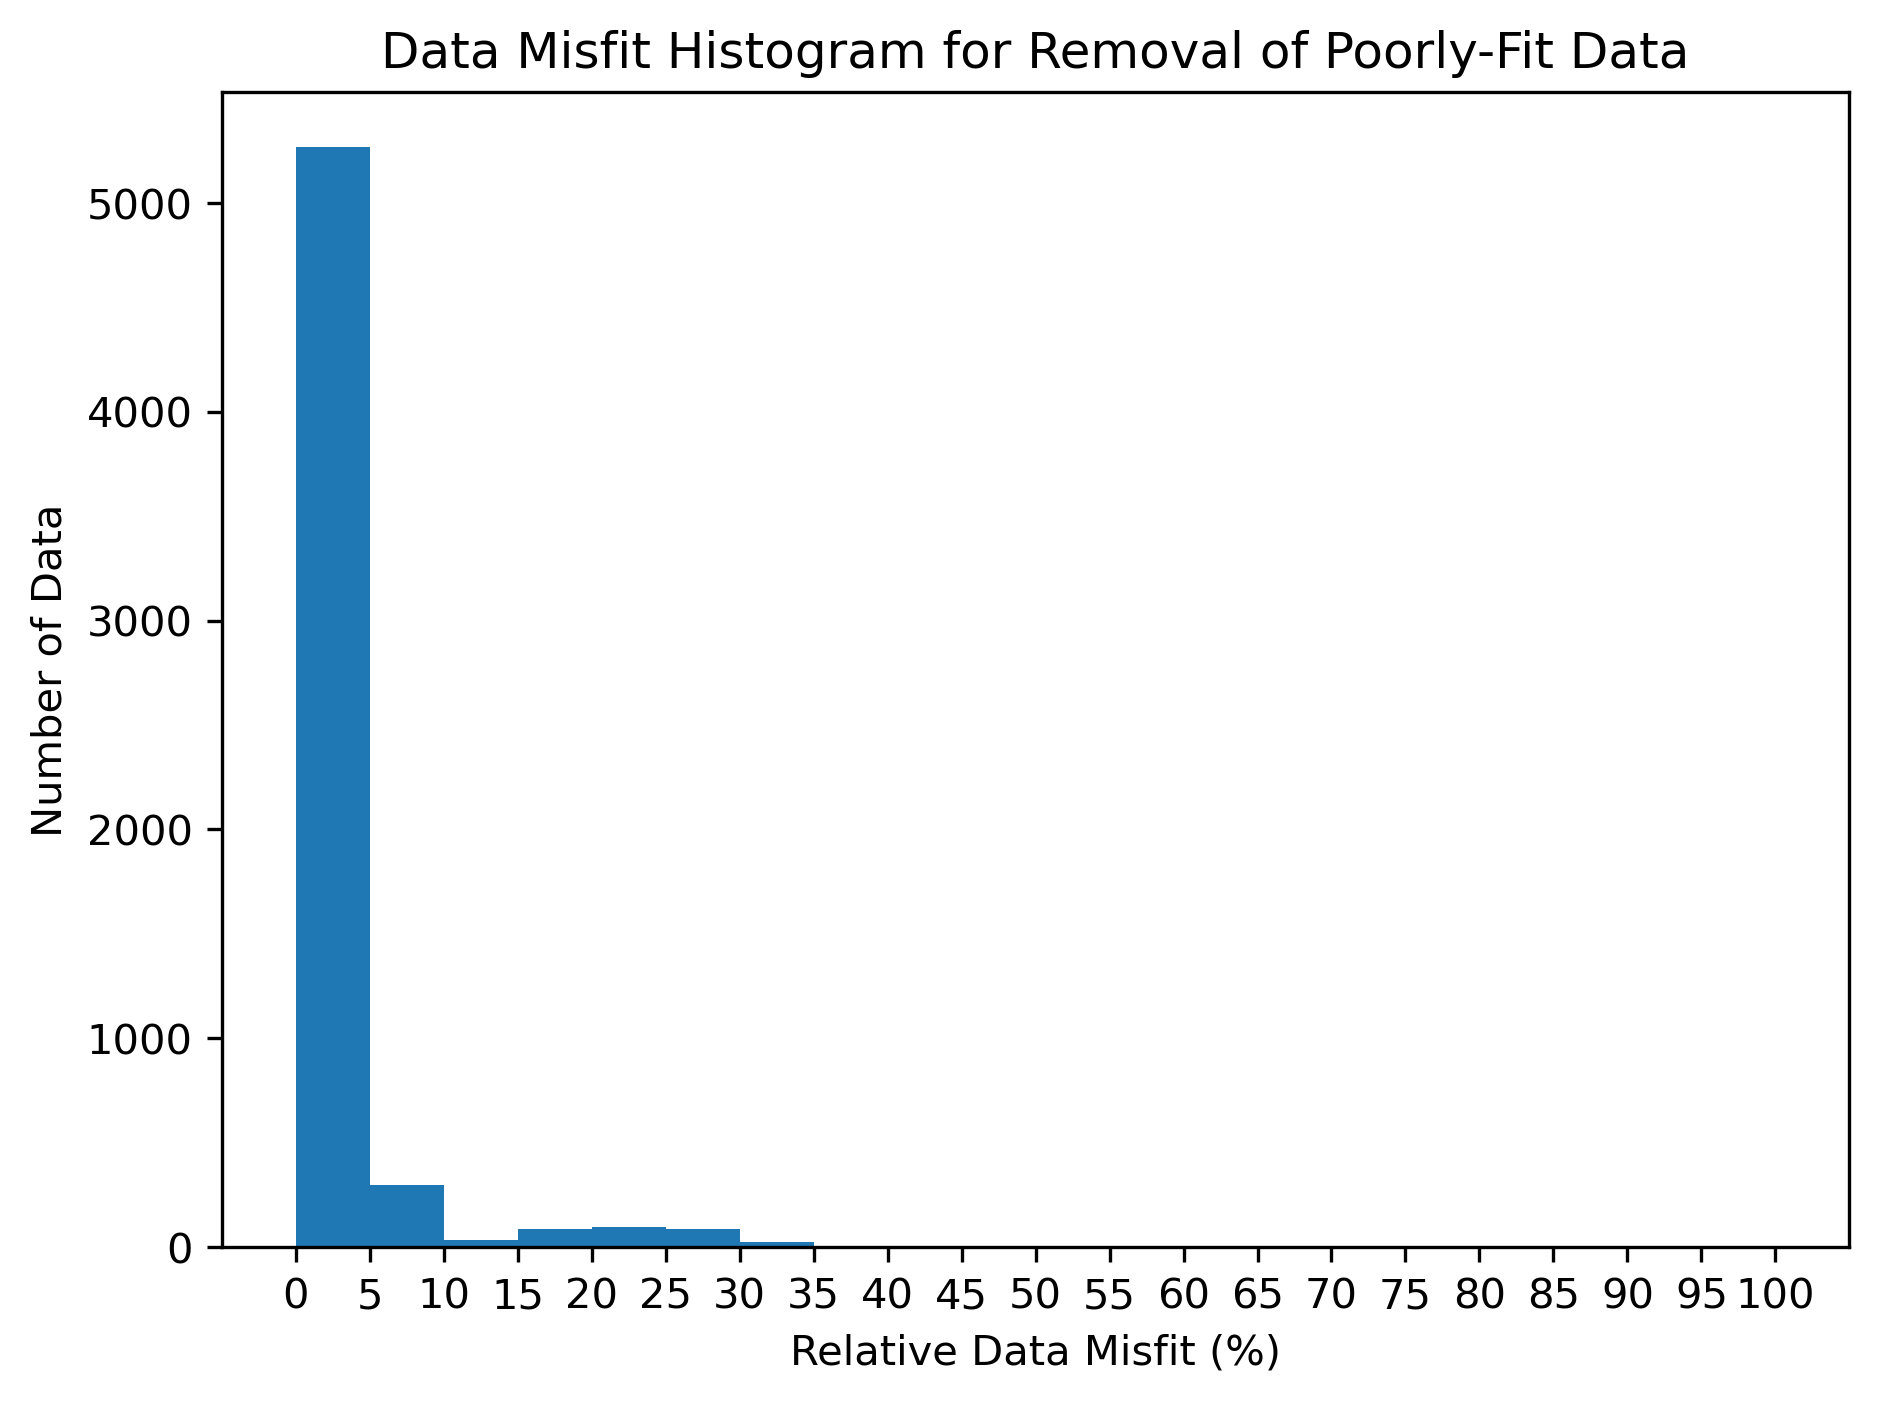 Data Misfit Histogram for Removal of Poorly-Fit Data
Number of Data
5000
4000
3000
2000
1000
0
0 5 10 15 20 25 30 35 40 45 50 55 60 65 70 75 80 85 90 95 100
Relative Data Misfit (%)